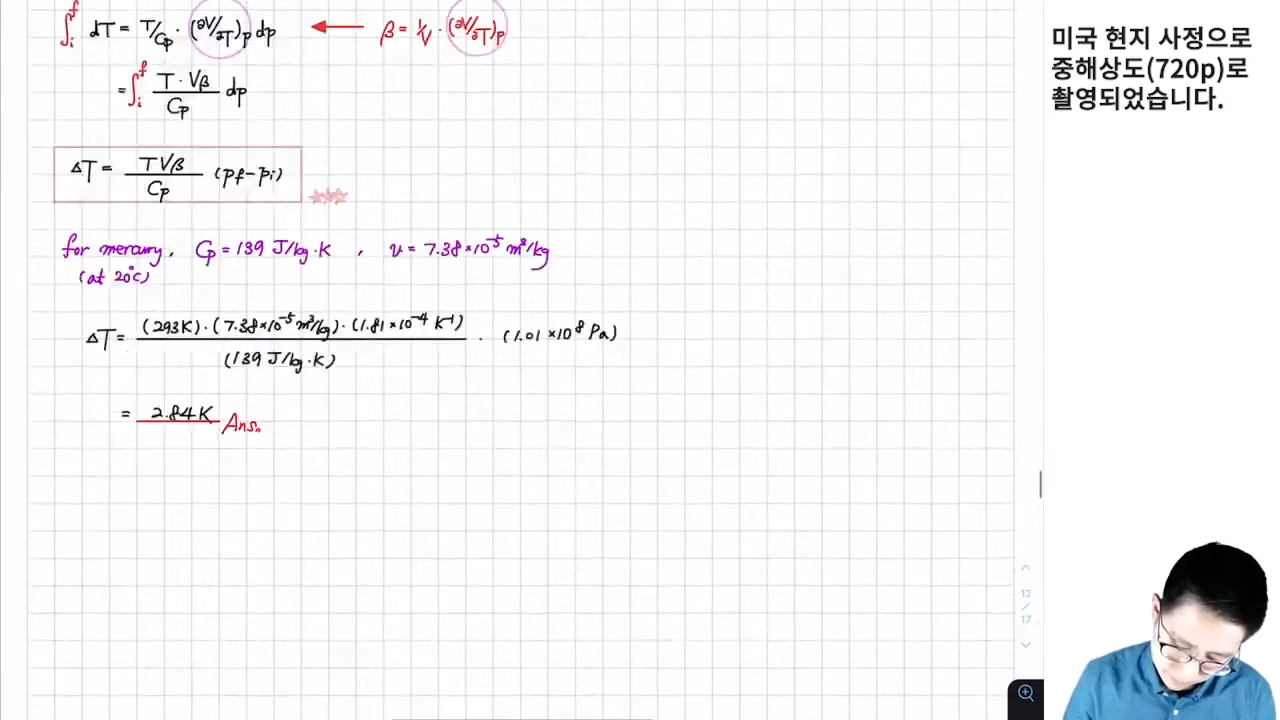 ∫ᵢᶠ dT = T/Cp · (∂V/∂T)p dp ← β = 1/V · (∂V/∂T)p
= ∫ᵢᶠ T · Vβ / Cp dp
ΔT = TVβ / Cp (pf - pi)
for mercury, Cp = 139 J/kg·K , v = 7.38×10⁻⁵ m³/kg
(at 20°C)
ΔT = (293K)·(7.38×10⁻⁵ m³/kg)·(1.81×10⁻⁴ K⁻¹) / (139 J/kg·K) · (1.01×10⁸ Pa)
= 2.84K Ans.
미국 현지 사정으로
중해상도(720p)로
촬영되었습니다.
12
/
17